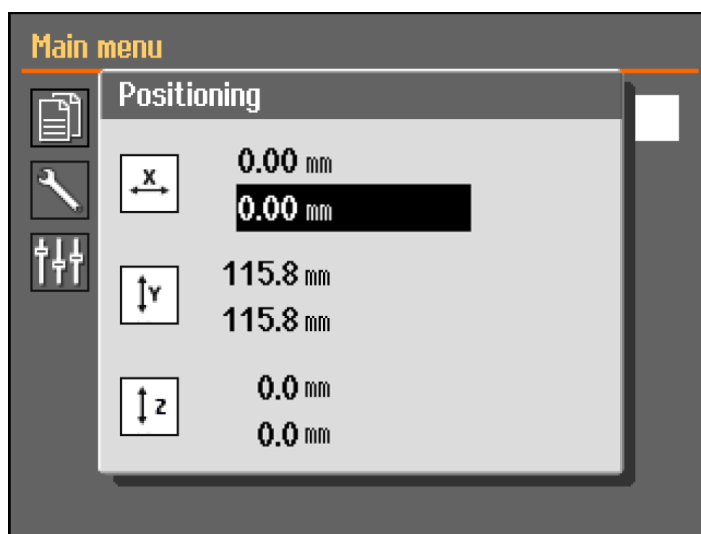 Main menu
Positioning
X
0.00 mm
0.00 mm
Y
115.8 mm
115.8 mm
Z
0.0 mm
0.0 mm